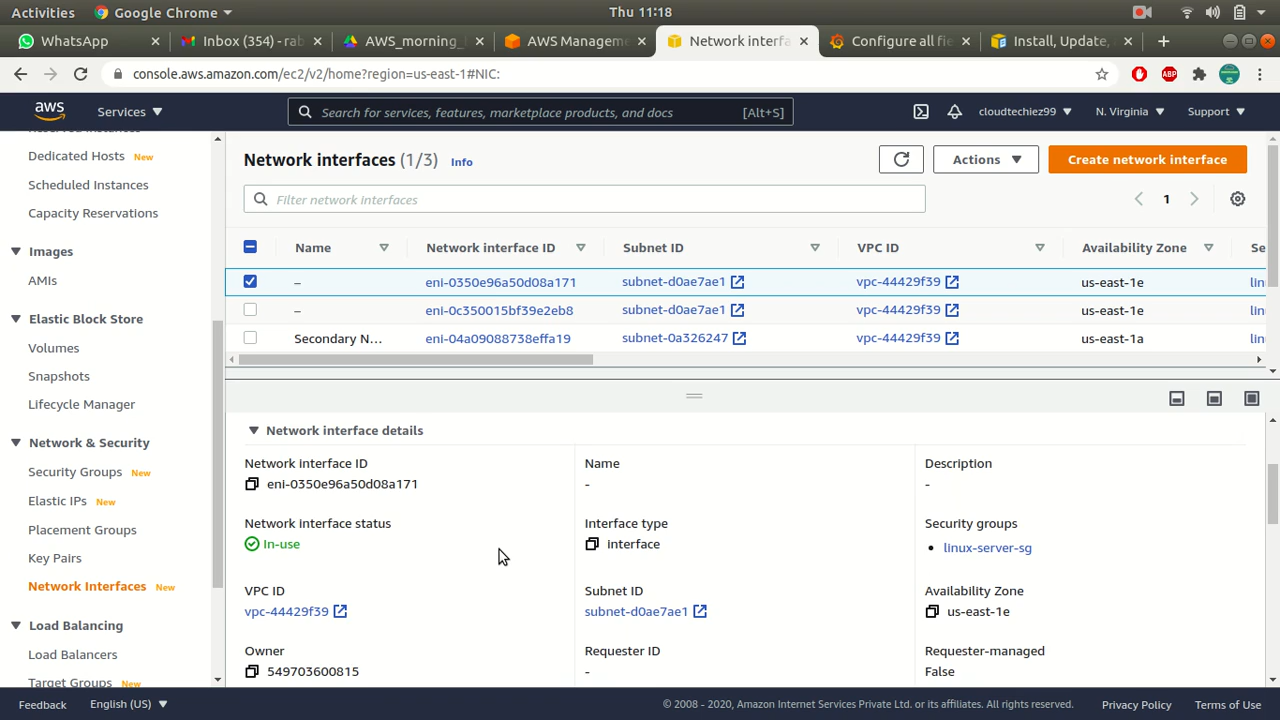 Activities Google Chrome Thu 11:18
WhatsApp Inbox (354) – ral AWS_morning_ AWS Managem Network interfa Configure all fie Install, Update,
console.aws.amazon.com/ec2/v2/home?region=us-east-1#NIC:
aws Services Search for services, features, marketplace products, and docs [Alt+S] cloudtechiez99 N. Virginia Support
Dedicated Hosts New
Scheduled Instances
Capacity Reservations
Images
AMIs
Elastic Block Store
Volumes
Snapshots
Lifecycle Manager
Network & Security
Security Groups New
Elastic IPs New
Placement Groups
Key Pairs
Network Interfaces New
Load Balancing
Load Balancers
Target Groups New
Network interfaces (1/3) Info Actions Create network interface
Filter network interfaces 1
Name Network interface ID Subnet ID VPC ID Availability Zone Se
– eni-0350e96a50d08a171 subnet-d0ae7ae1 vpc-44429f39 us-east-1e lin
– eni-0c350015bf39e2eb8 subnet-d0ae7ae1 vpc-44429f39 us-east-1e lin
Secondary N... eni-04a09088738effa19 subnet-0a326247 vpc-44429f39 us-east-1a lin
Network interface details
Network interface ID Name Description
eni-0350e96a50d08a171 - -
Network interface status Interface type Security groups
In-use interface • linux-server-sg
VPC ID Subnet ID Availability Zone
vpc-44429f39 subnet-d0ae7ae1 us-east-1e
Owner Requester ID Requester-managed
549703600815 - False
Feedback English (US) © 2008 - 2020, Amazon Internet Services Private Ltd. or its affiliates. All rights reserved. Privacy Policy Terms of Use